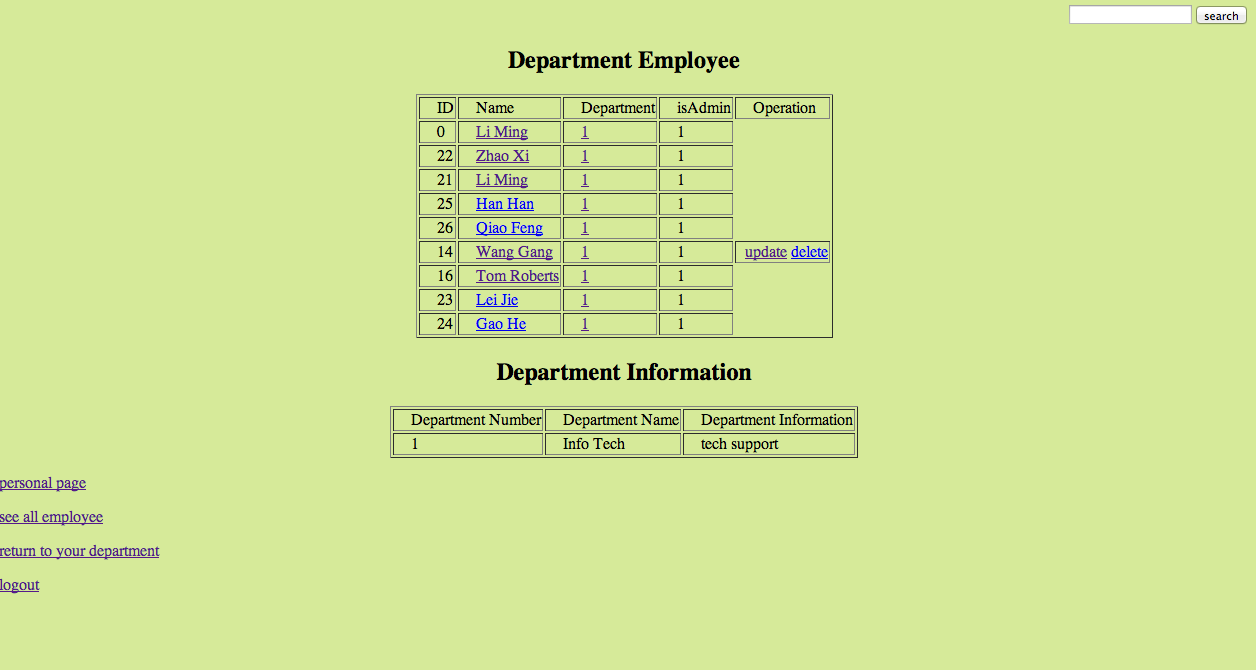 search
Department Employee
ID Name Department isAdmin Operation
0 Li Ming 1 1
22 Zhao Xi 1 1
21 Li Ming 1 1
25 Han Han 1 1
26 Qiao Feng 1 1
14 Wang Gang 1 1 update delete
16 Tom Roberts 1 1
23 Lei Jie 1 1
24 Gao He 1 1
Department Information
Department Number Department Name Department Information
1 Info Tech tech support
personal page
see all employee
return to your department
logout